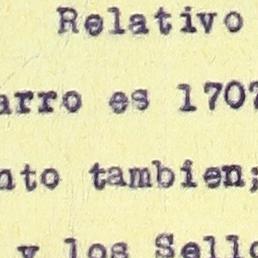 Relativo
arro es 1707
nto tambien;
y los Sello